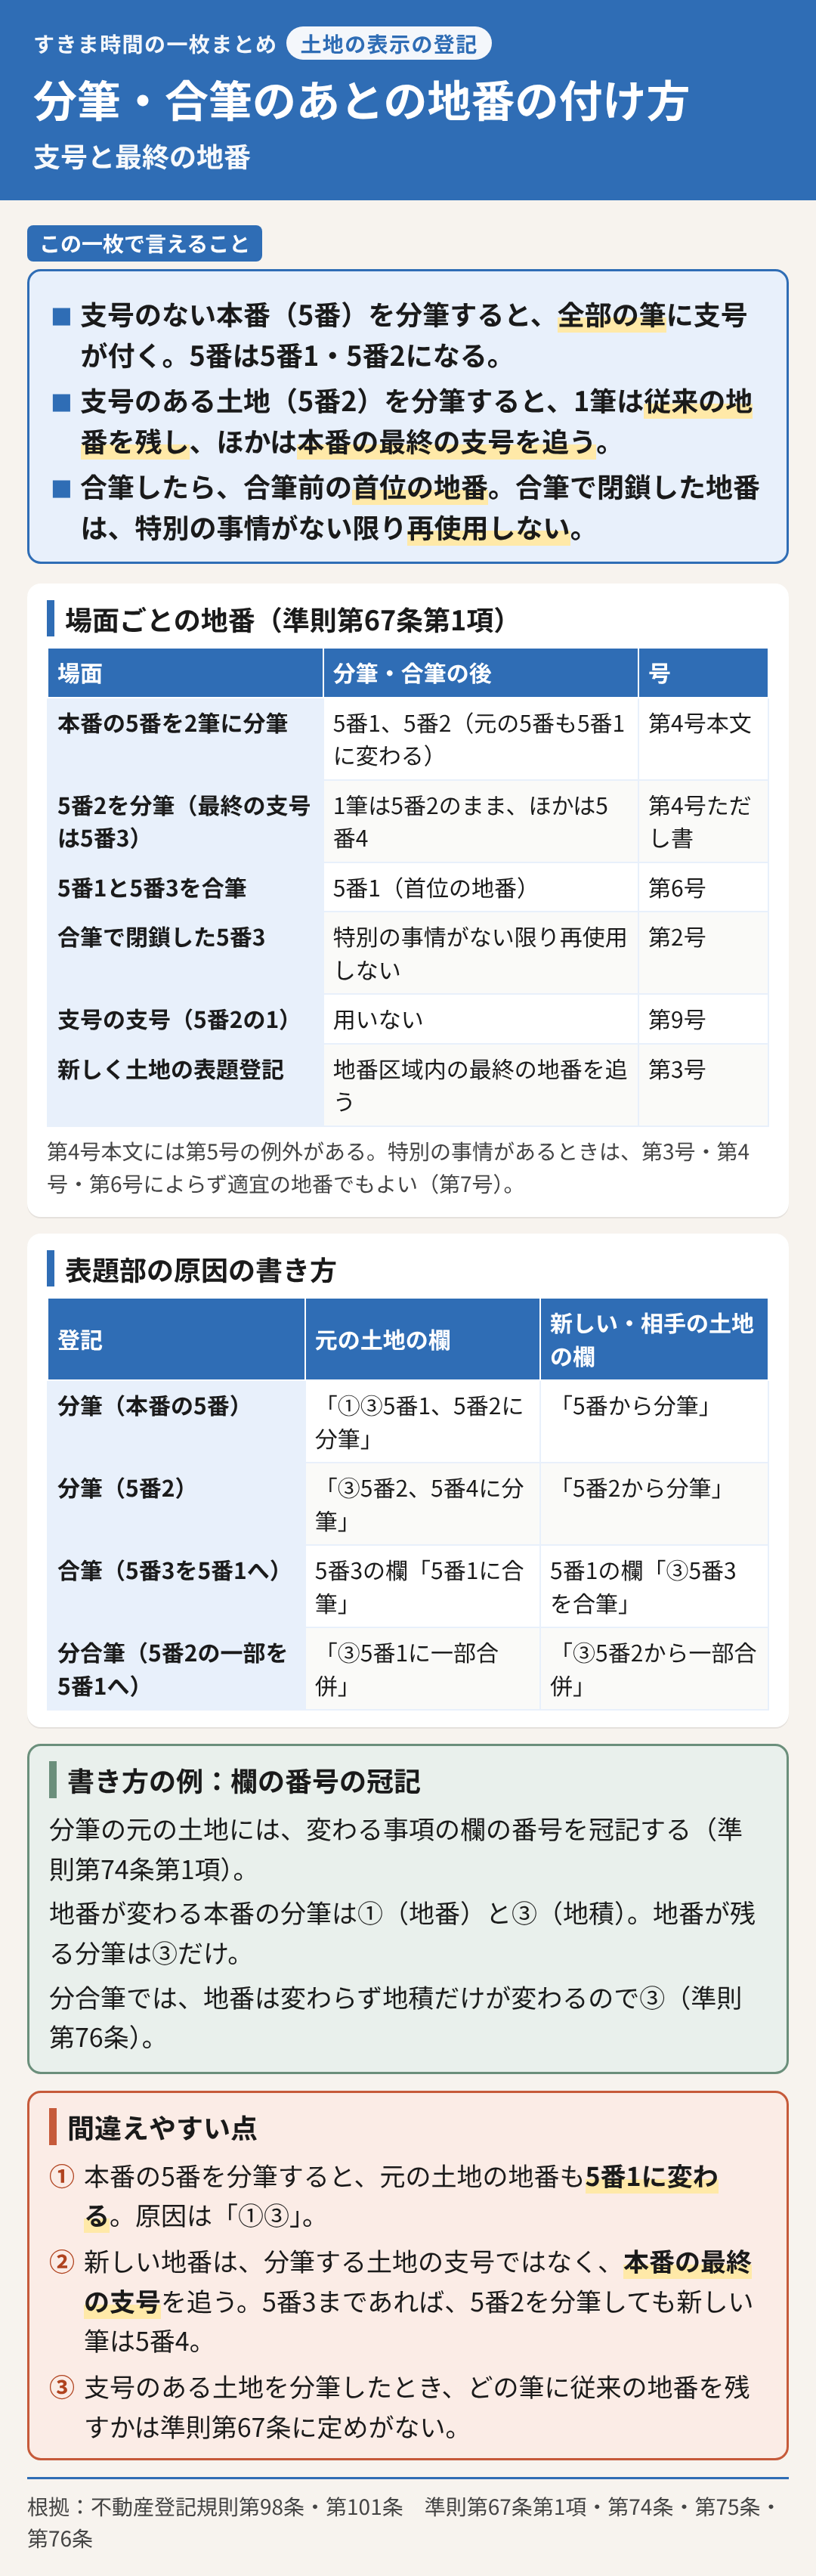 すきま時間の一枚まとめ 土地の表示の登記
分筆・合筆のあとの地番の付け方
支号と最終の地番
この一枚で言えること
■ 支号のない本番（5番）を分筆すると、全部の筆に支号
が付く。5番は5番1・5番2になる。
■ 支号のある土地（5番2）を分筆すると、1筆は従来の地
番を残し、ほかは本番の最終の支号を追う。
■ 合筆したら、合筆前の首位の地番。合筆で閉鎖した地番
は、特別の事情がない限り再使用しない。
場面ごとの地番（準則第67条第1項）
場面 分筆・合筆の後 号
本番の5番を2筆に分筆 5番1、5番2（元の5番も5番1 第4号本文
に変わる）
5番2を分筆（最終の支号 1筆は5番2のまま、ほかは5 第4号ただ
は5番3） 番4 し書
5番1と5番3を合筆 5番1（首位の地番） 第6号
合筆で閉鎖した5番3 特別の事情がない限り再使用 第2号
しない
支号の支号（5番2の1） 用いない 第9号
新しく土地の表題登記 地番区域内の最終の地番を追 第3号
う
第4号本文には第5号の例外がある。特別の事情があるときは、第3号・第4
号・第6号によらず適宜の地番でもよい（第7号）。
表題部の原因の書き方
登記 元の土地の欄 新しい・相手の土地
の欄
分筆（本番の5番） 「①③5番1、5番2に 「5番から分筆」
分筆」
分筆（5番2） 「③5番2、5番4に分 「5番2から分筆」
筆」
合筆（5番3を5番1へ） 5番3の欄「5番1に合 5番1の欄「③5番3
筆」 を合筆」
分合筆（5番2の一部を 「③5番1に一部合 「③5番2から一部合
5番1へ） 併」 併」
書き方の例：欄の番号の冠記
分筆の元の土地には、変わる事項の欄の番号を冠記する（準
則第74条第1項）。
地番が変わる本番の分筆は①（地番）と③（地積）。地番が残
る分筆は③だけ。
分合筆では、地番は変わらず地積だけが変わるので③（準則
第76条）。
間違えやすい点
① 本番の5番を分筆すると、元の土地の地番も5番1に変わ
る。原因は「①③」。
② 新しい地番は、分筆する土地の支号ではなく、本番の最終
の支号を追う。5番3まであれば、5番2を分筆しても新しい
筆は5番4。
③ 支号のある土地を分筆したとき、どの筆に従来の地番を残
すかは準則第67条に定めがない。
根拠：不動産登記規則第98条・第101条　準則第67条第1項・第74条・第75条・
第76条